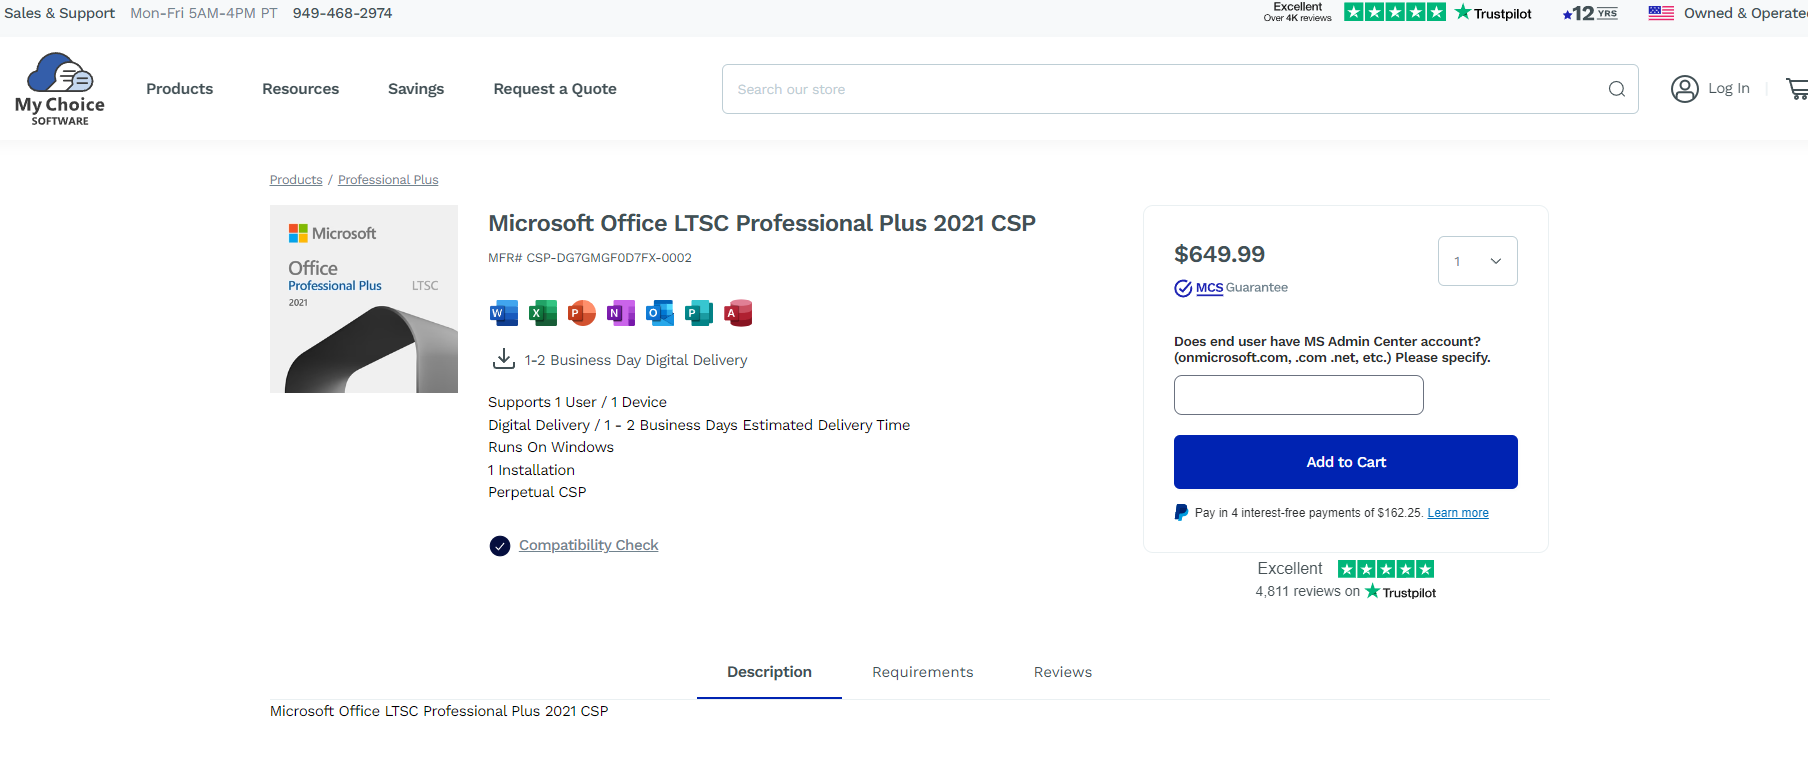 Sales & Support Mon-Fri 5AM-4PM PT 949-468-2974
Excellent
Over 4K reviews
Trustpilot
12 YRS
Owned & Operate
My Choice
SOFTWARE
Products Resources Savings Request a Quote
Search our store
Log In
Products / Professional Plus
Microsoft
Office
Professional Plus LTSC
2021
Microsoft Office LTSC Professional Plus 2021 CSP
MFR# CSP-DG7GMGF0D7FX-0002
W X P N O P A
1-2 Business Day Digital Delivery
Supports 1 User / 1 Device
Digital Delivery / 1 - 2 Business Days Estimated Delivery Time
Runs On Windows
1 Installation
Perpetual CSP
Compatibility Check
$649.99
1
MCS Guarantee
Does end user have MS Admin Center account?
(onmicrosoft.com, .com .net, etc.) Please specify.
Add to Cart
Pay in 4 interest-free payments of $162.25. Learn more
Excellent
4,811 reviews on Trustpilot
Description Requirements Reviews
Microsoft Office LTSC Professional Plus 2021 CSP